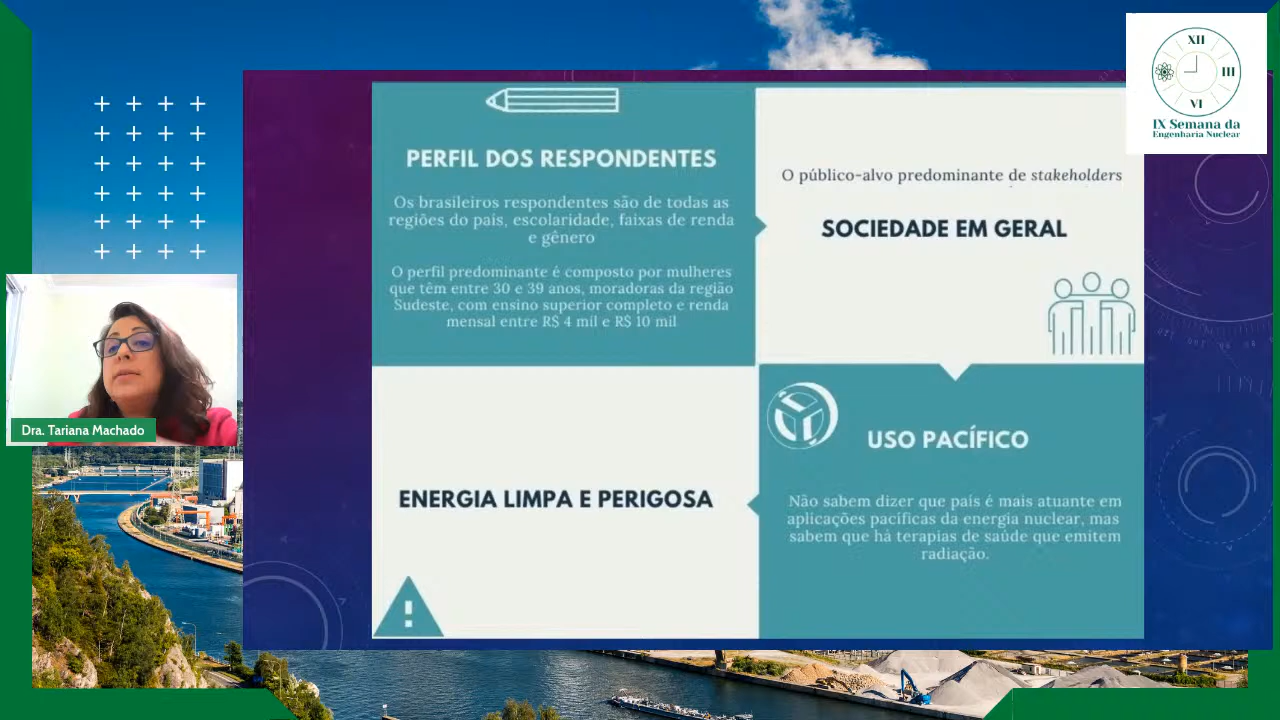 XII
III
VI
IX Semana da
Engenharia Nuclear
PERFIL DOS RESPONDENTES
Os brasileiros respondentes são de todas as
regiões do país, escolaridade, faixas de renda
e gênero
O perfil predominante é composto por mulheres
que têm entre 30 e 39 anos, moradoras da região
Sudeste, com ensino superior completo e renda
mensal entre R$ 4 mil e R$ 10 mil
O público-alvo predominante de stakeholders
SOCIEDADE EM GERAL
ENERGIA LIMPA E PERIGOSA
USO PACÍFICO
Não sabem dizer que país é mais atuante em
aplicações pacíficas da energia nuclear, mas
sabem que há terapias de saúde que emitem
radiação.
Dra. Tariana Machado